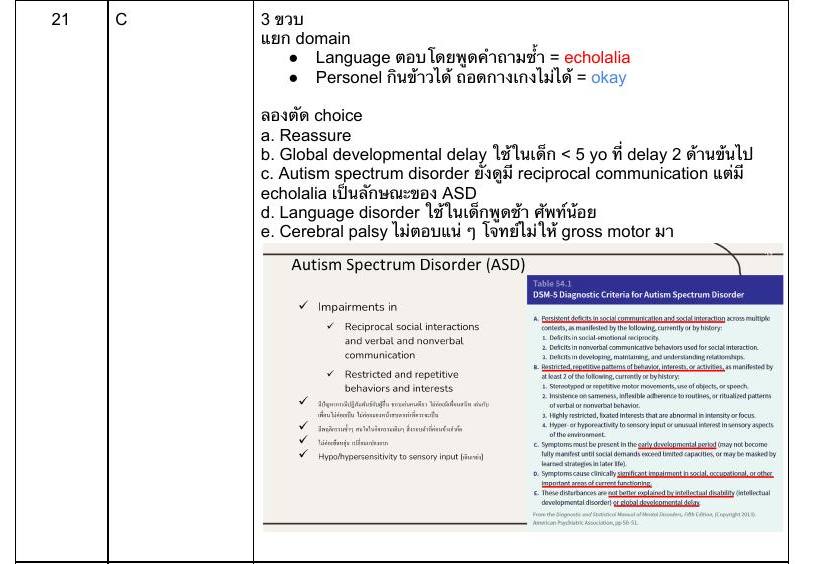 21
C
3 ขวบ
แยก domain
● Language ตอบโดยพูดคำถามซ้ำ = echolalia
● Personel กินข้าวได้ ถอดกางเกงไม่ได้ = okay
ลองตัด choice
a. Reassure
b. Global developmental delay ใช้ในเด็ก < 5 yo ที่ delay 2 ด้านขึ้นไป
c. Autism spectrum disorder ยังดูมี reciprocal communication แต่มี
echolalia เป็นลักษณะของ ASD
d. Language disorder ใช้ในเด็กพูดช้า ศัพท์น้อย
e. Cerebral palsy ไม่ตอบแน่ ๆ โจทย์ไม่ให้ gross motor มา
Autism Spectrum Disorder (ASD)
✓ Impairments in
✓ Reciprocal social interactions
and verbal and nonverbal
communication
✓ Restricted and repetitive
behaviors and interests
✓ Hypo/hypersensitivity to sensory input
Table 54.1
DSM-5 Diagnostic Criteria for Autism Spectrum Disorder
A. Persistent deficits in social communication and social interaction across multiple
contexts, as manifested by the following, currently or by history:
1. Deficits in social-emotional reciprocity.
2. Deficits in nonverbal communicative behaviors used for social interaction.
3. Deficits in developing, maintaining, and understanding relationships.
B. Restricted, repetitive patterns of behavior, interests, or activities, as manifested by
at least 2 of the following, currently or by history:
1. Stereotyped or repetitive motor movements, use of objects, or speech.
2. Insistence on sameness, inflexible adherence to routines, or ritualized patterns
of verbal or nonverbal behavior.
3. Highly restricted, fixated interests that are abnormal in intensity or focus.
4. Hyper- or hyporeactivity to sensory input or unusual interest in sensory aspects
of the environment.
C. Symptoms must be present in the early developmental period (may not become
fully manifest until social demands exceed limited capacities, or may be masked by
learned strategies in later life).
D. Symptoms cause clinically significant impairment in social, occupational, or other
important areas of current functioning.
E. These disturbances are not better explained by intellectual disability (intellectual
developmental disorder) or global developmental delay.
From the Diagnostic and Statistical Manual of Mental Disorders, Fifth Edition, (Copyright 2013).
American Psychiatric Association, pp 50-51.